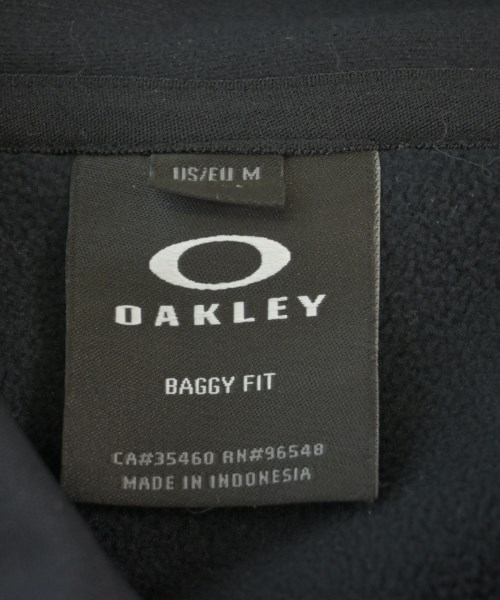 US/EU M
OAKLEY
BAGGY FIT
CA#35460 RN#96548
MADE IN INDONESIA